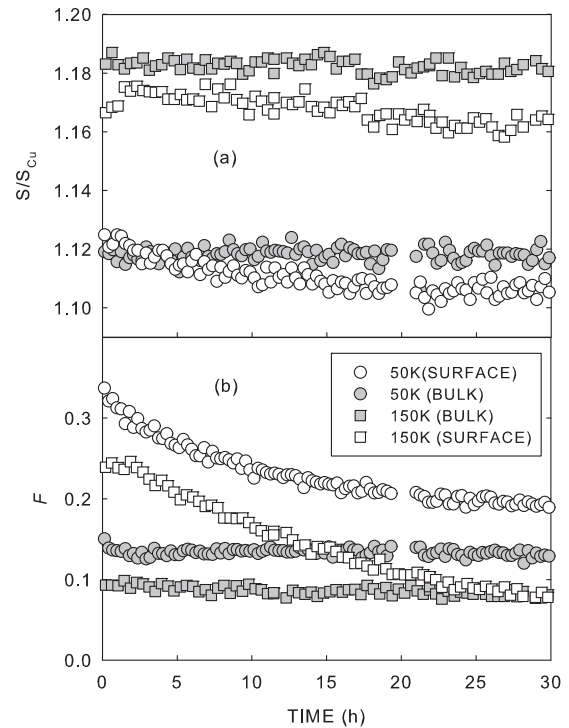 1.20
1.18
1.16
1.14
1.12
1.10
S/S_Cu
(a)
(b)
50K(SURFACE)
50K (BULK)
150K (BULK)
150K (SURFACE)
0.3
0.2
0.1
0.0
F
0 5 10 15 20 25 30
TIME (h)